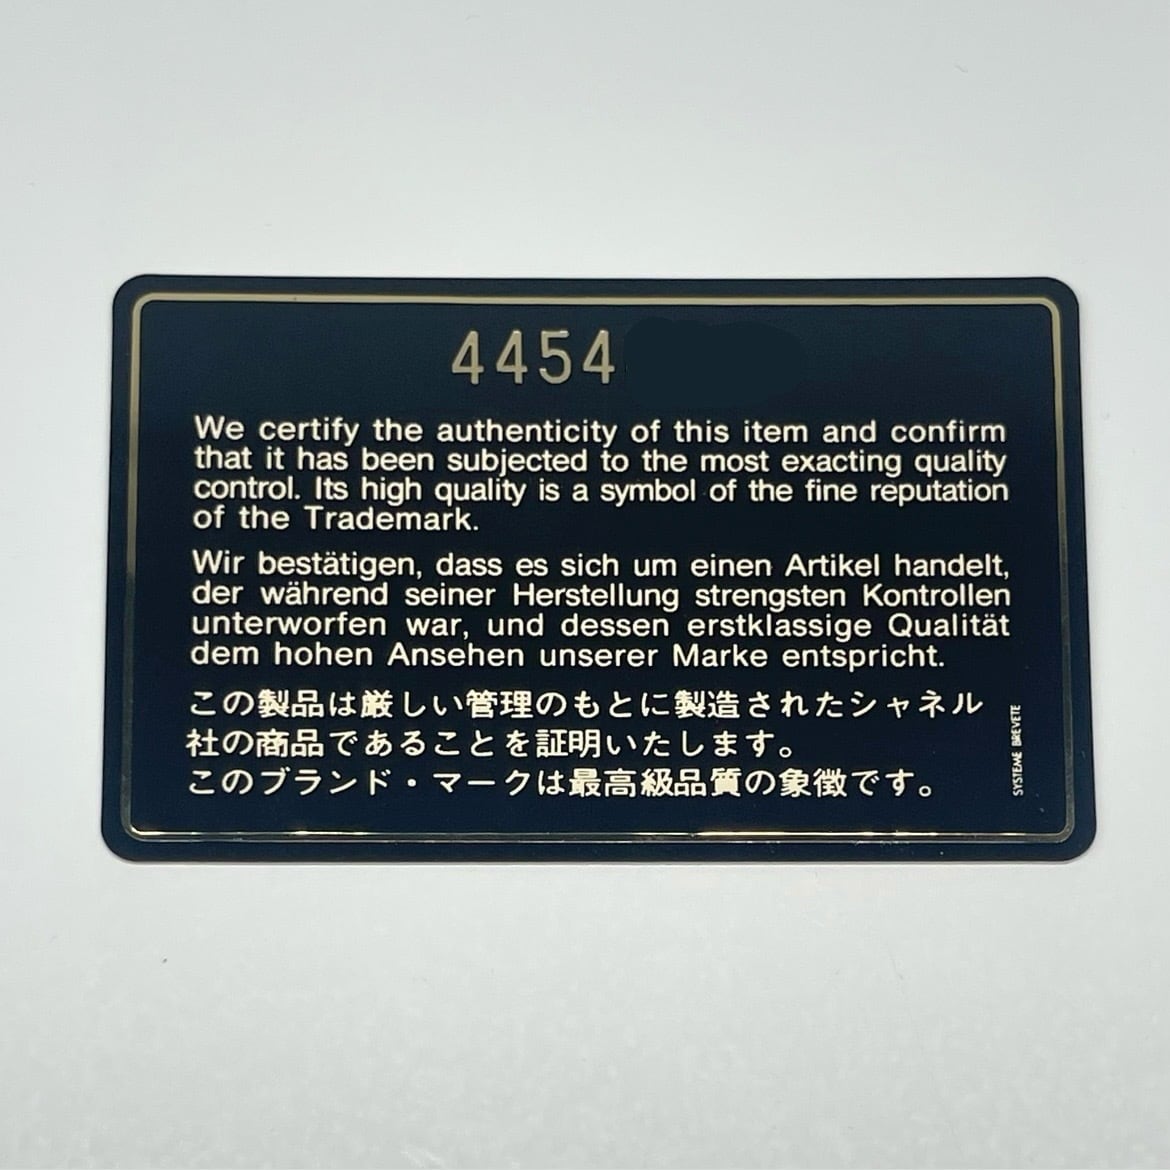 4454
We certify the authenticity of this item and confirm
that it has been subjected to the most exacting quality
control. Its high quality is a symbol of the fine reputation
of the Trademark.
Wir bestätigen, dass es sich um einen Artikel handelt,
der während seiner Herstellung strengsten Kontrollen
unterworfen war, und dessen erstklassige Qualität
dem hohen Ansehen unserer Marke entspricht.
この製品は厳しい管理のもとに製造されたシャネル
社の商品であることを証明いたします。
このブランド・マークは最高級品質の象徴です。
SYSTEME BREVETE